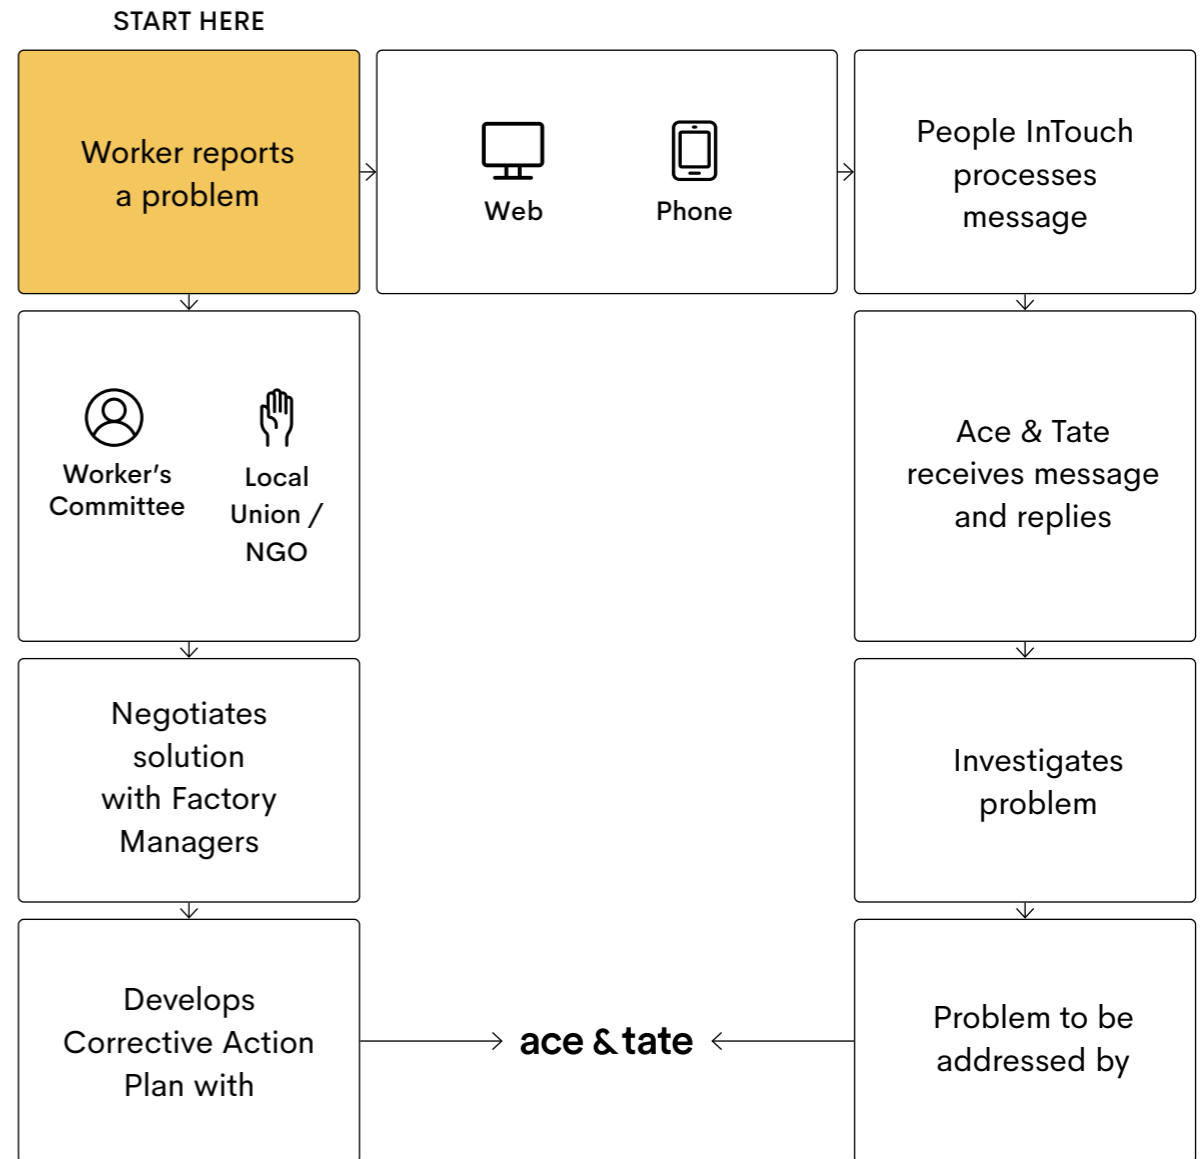 START HERE
Worker reports
a problem
Web
Phone
People InTouch
processes
message
Worker's
Committee
Local
Union /
NGO
Ace & Tate
receives message
and replies
Negotiates
solution
with Factory
Managers
Investigates
problem
Develops
Corrective Action
Plan with
ace & tate
Problem to be
addressed by